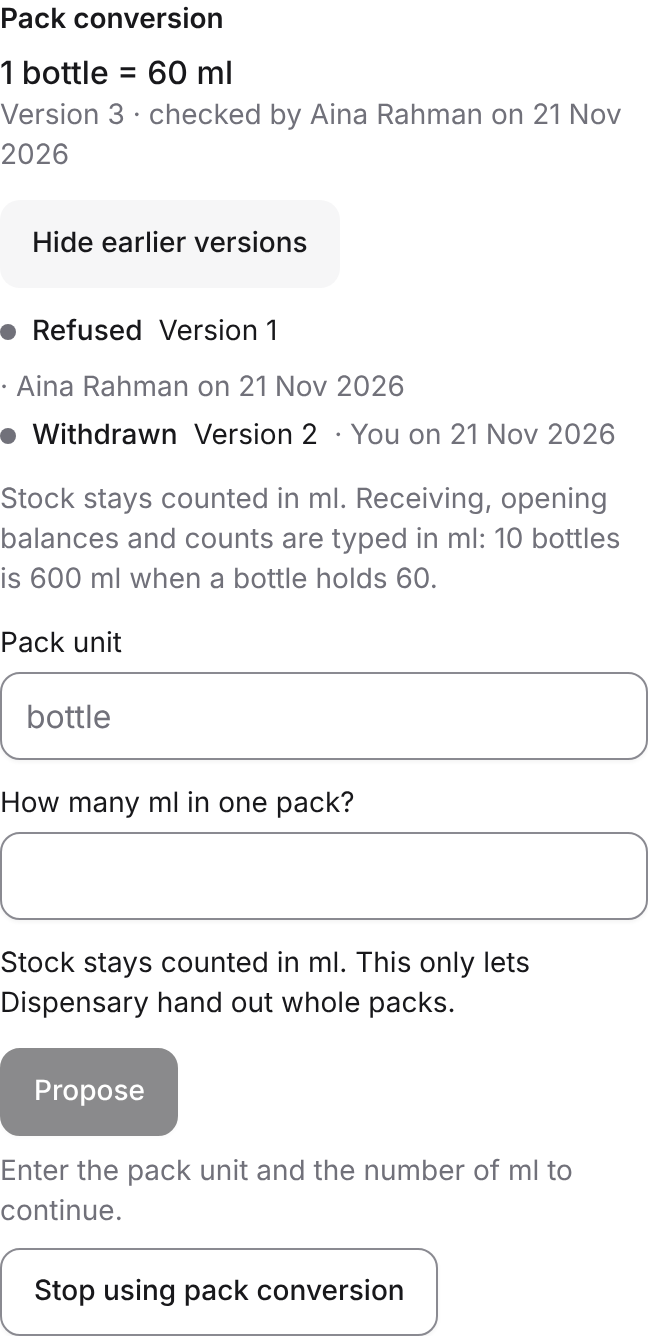 Pack conversion
1 bottle = 60 ml
Version 3 · checked by Aina Rahman on 21 Nov
2026
Hide earlier versions
Refused Version 1
· Aina Rahman on 21 Nov 2026
Withdrawn Version 2 · You on 21 Nov 2026
Stock stays counted in ml. Receiving, opening
balances and counts are typed in ml: 10 bottles
is 600 ml when a bottle holds 60.
Pack unit
bottle
How many ml in one pack?
Stock stays counted in ml. This only lets
Dispensary hand out whole packs.
Propose
Enter the pack unit and the number of ml to
continue.
Stop using pack conversion